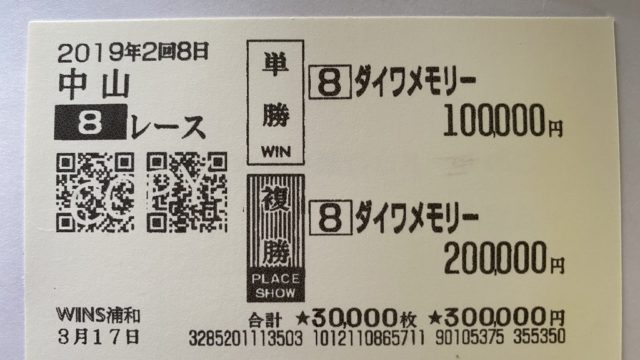 2019年2回8日
中山
8 レース
COPY
WINS浦和
3月17日
単勝
WIN
8 ダイワメモリー
100,000円
複勝
PLACE
SHOW
8 ダイワメモリー
200,000円
合計 ★30,000枚 ★300,000円
3285201113503 1012110865711 90105375 355350